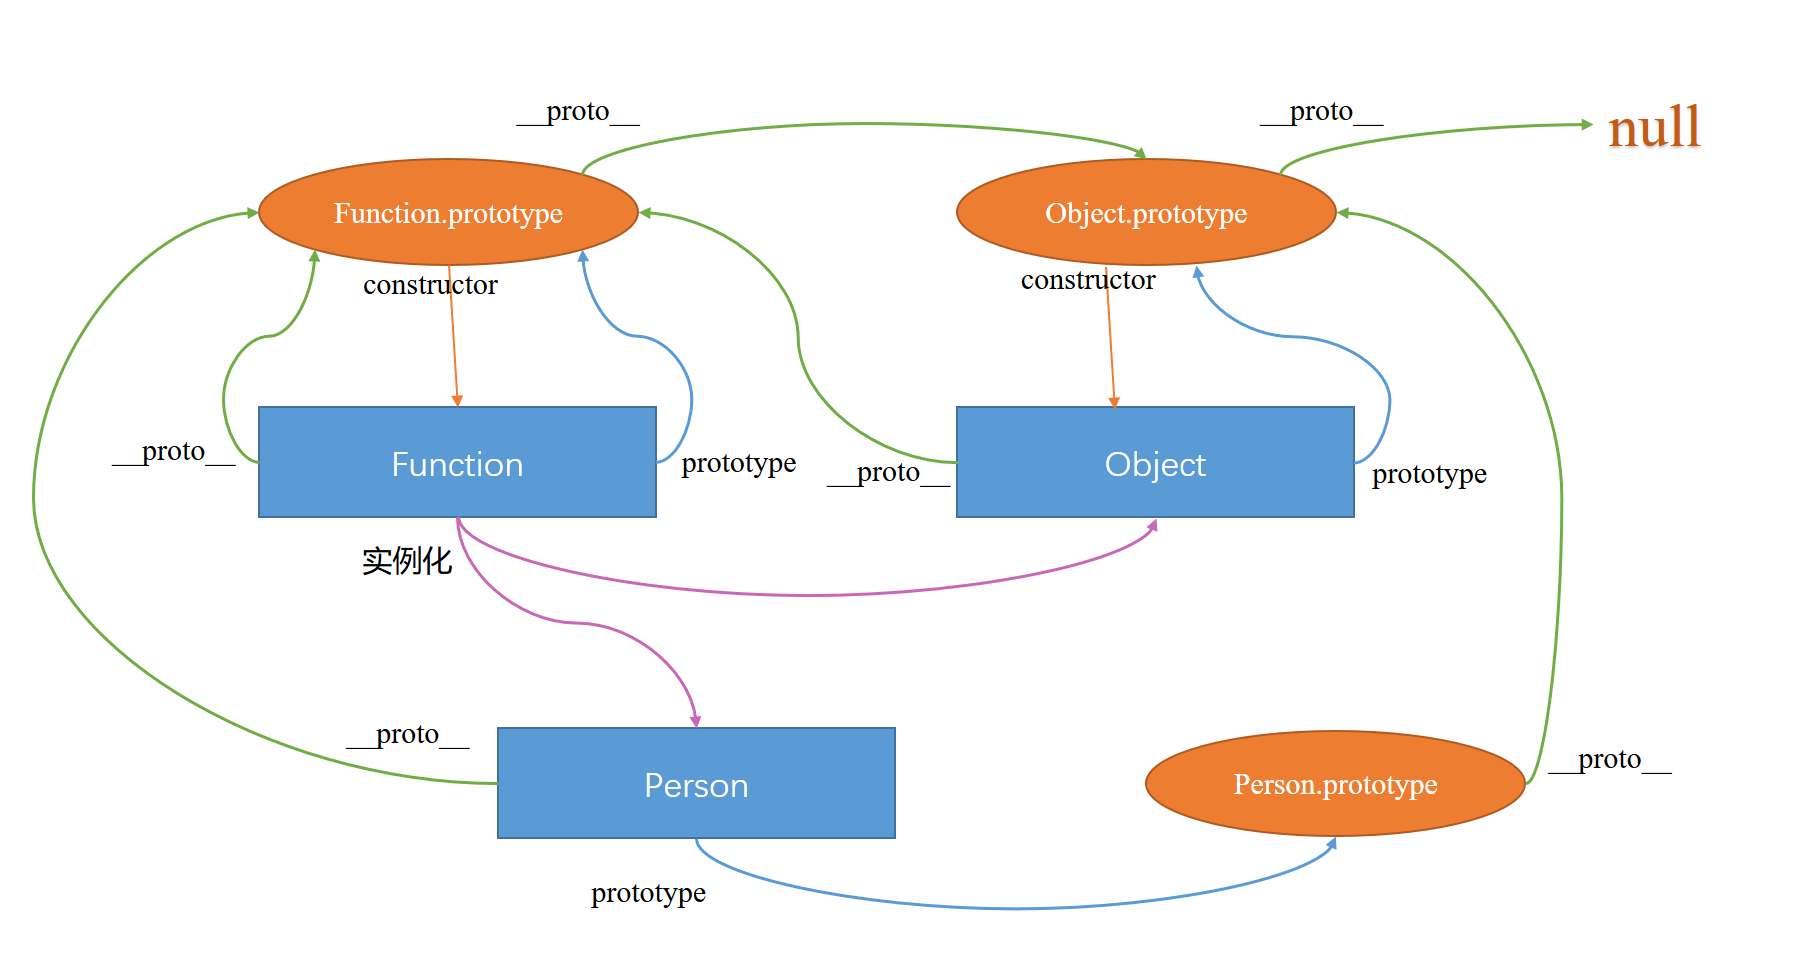 __proto__
__proto__
null
Function.prototype
Object.prototype
constructor
constructor
__proto__
Function
prototype
__proto__
Object
prototype
实例化
__proto__
Person
Person.prototype
__proto__
prototype